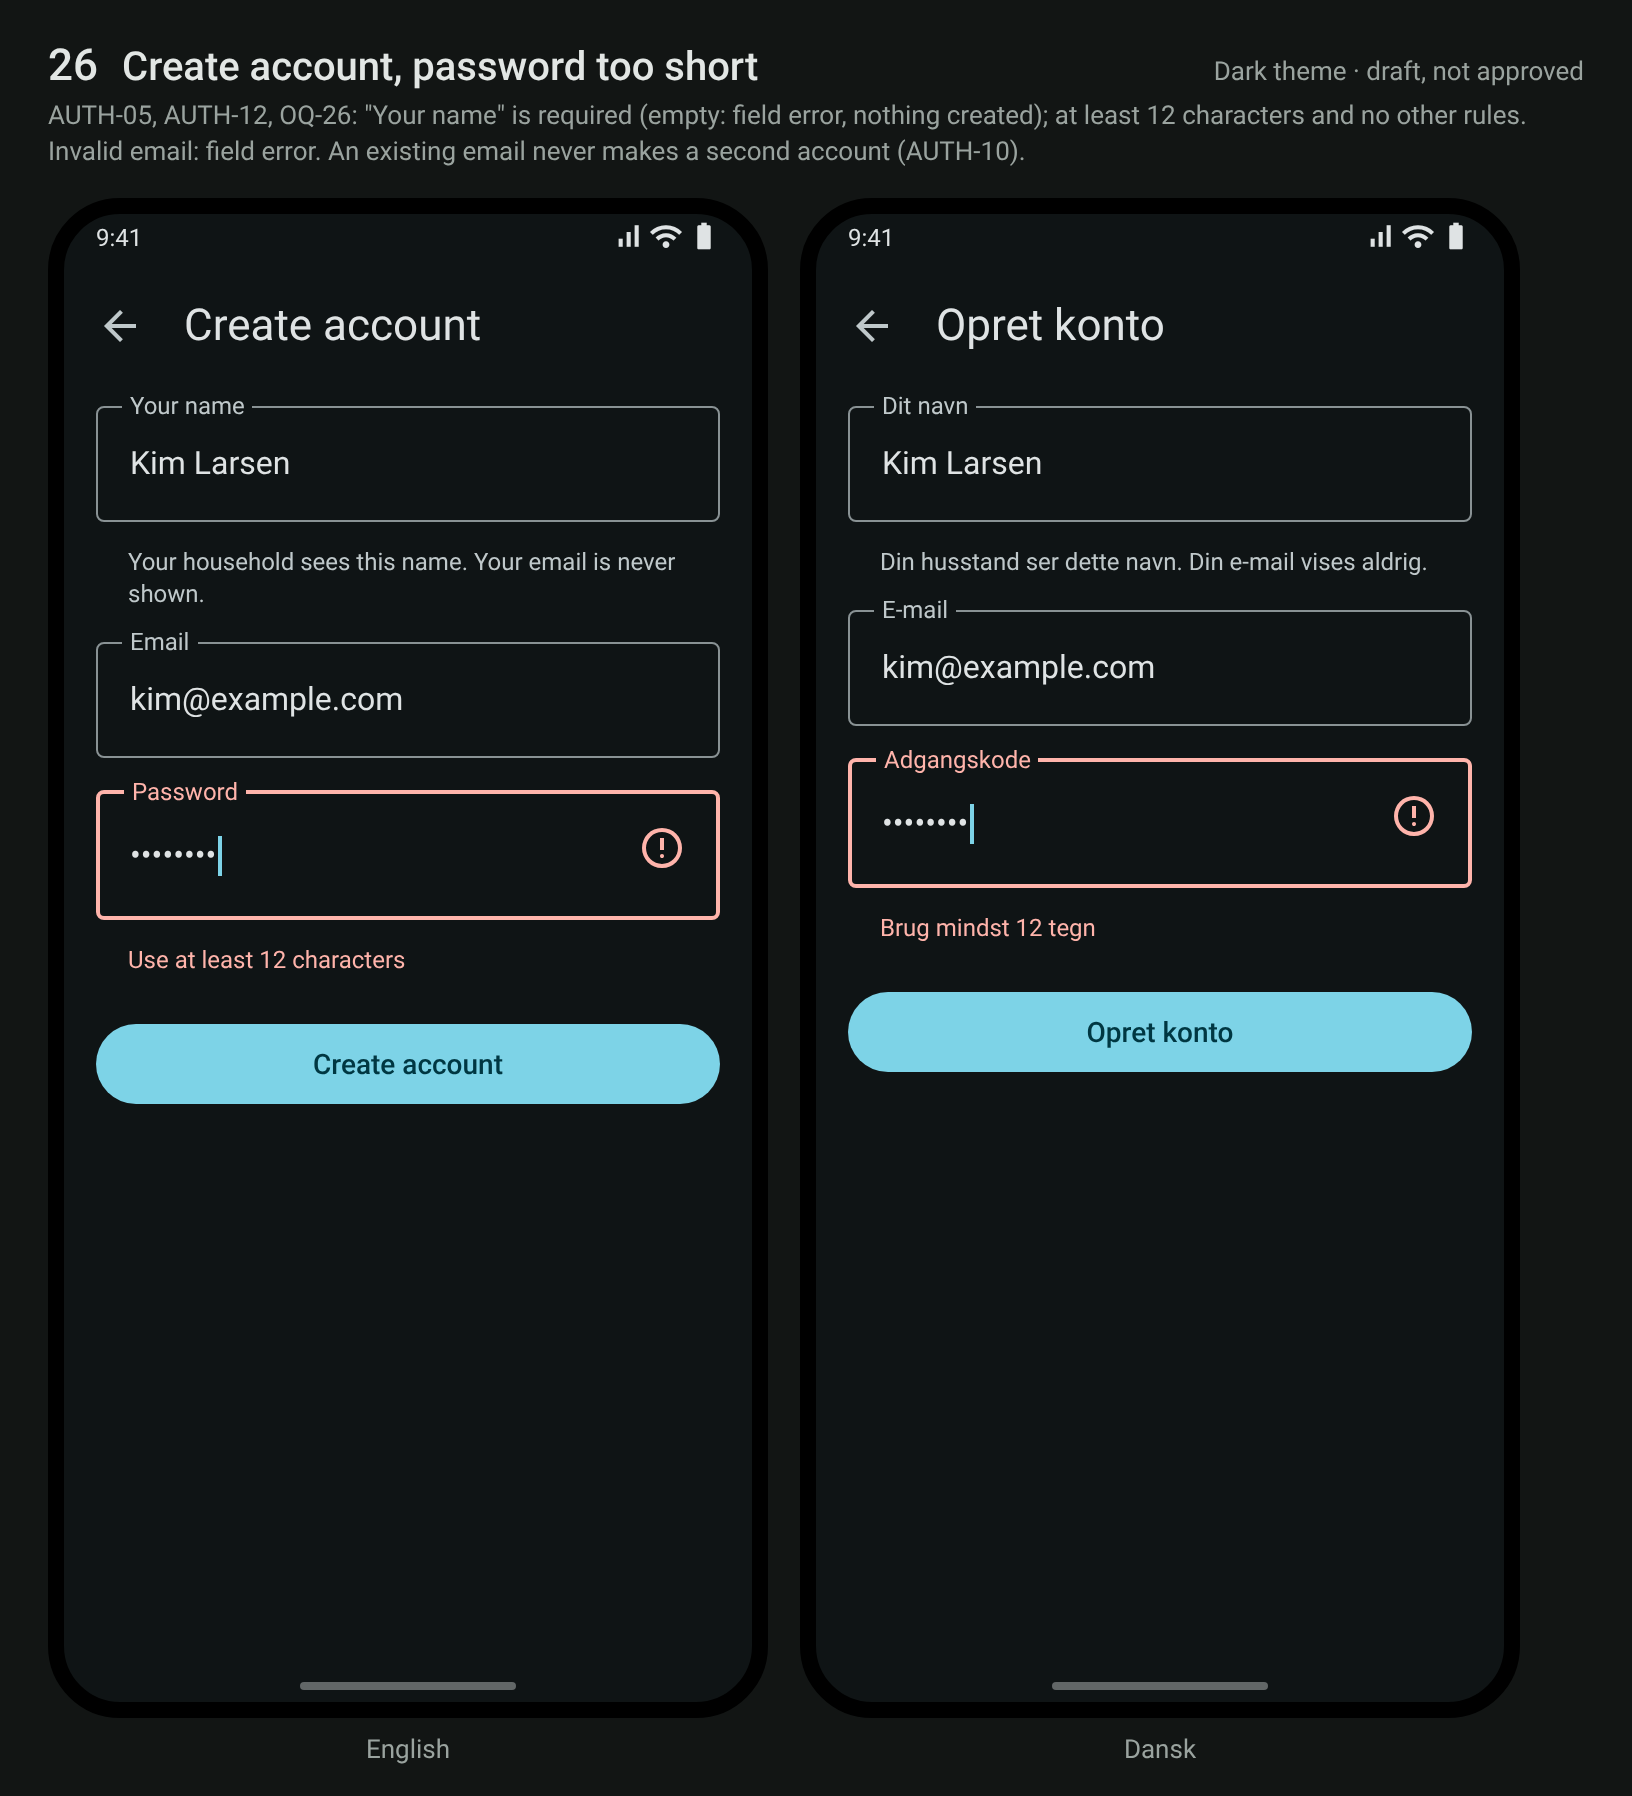 26 Create account, password too short
Dark theme · draft, not approved
AUTH-05, AUTH-12, OQ-26: "Your name" is required (empty: field error, nothing created); at least 12 characters and no other rules.
Invalid email: field error. An existing email never makes a second account (AUTH-10).
9:41
Create account
Your name
Kim Larsen
Your household sees this name. Your email is never
shown.
Email
kim@example.com
Password
••••••••
Use at least 12 characters
Create account
English
9:41
Opret konto
Dit navn
Kim Larsen
Din husstand ser dette navn. Din e-mail vises aldrig.
E-mail
kim@example.com
Adgangskode
••••••••
Brug mindst 12 tegn
Opret konto
Dansk